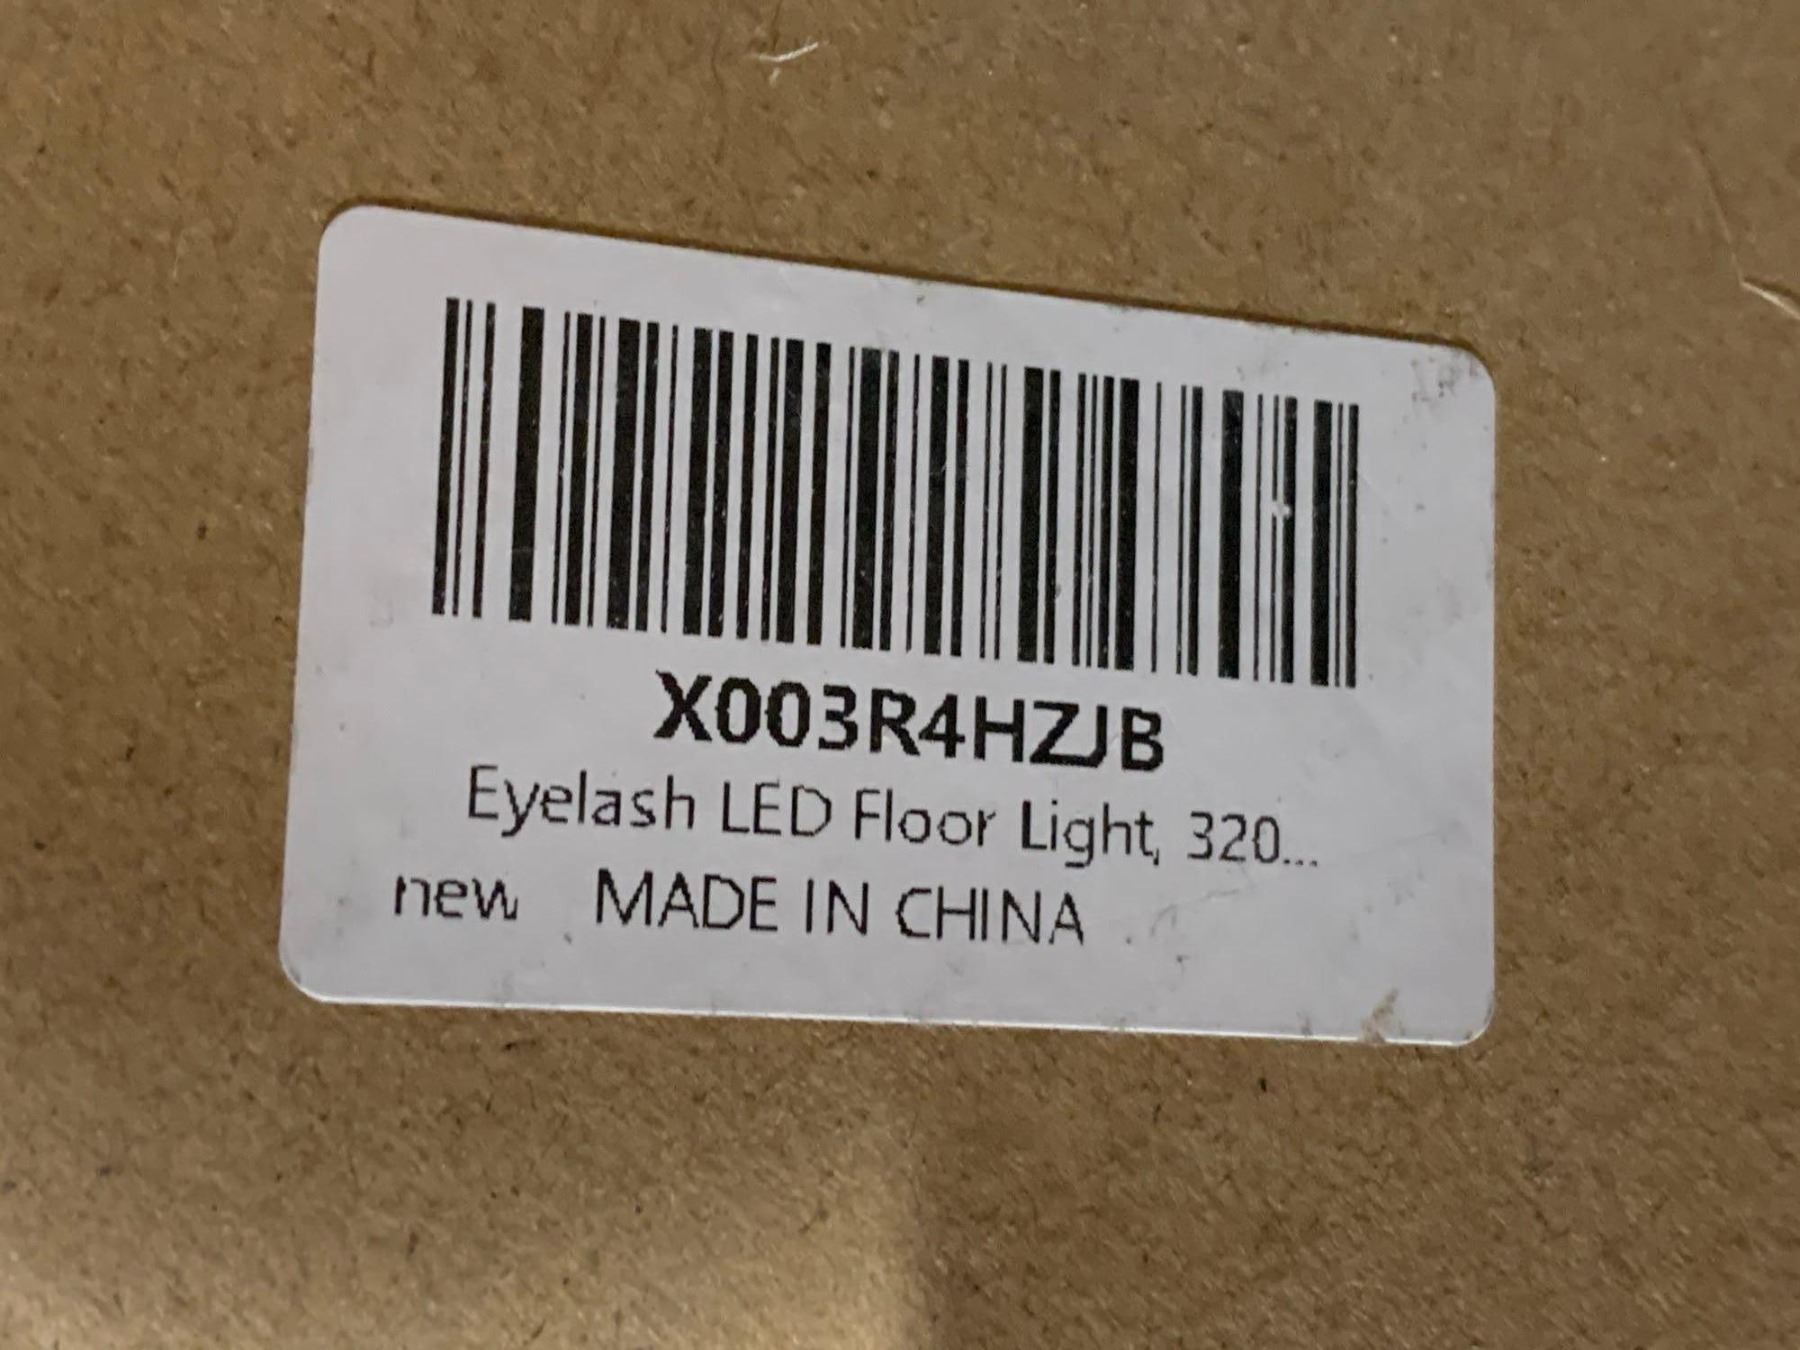 X003R4HZJB
Eyelash LED Floor Light, 320...
new MADE IN CHINA